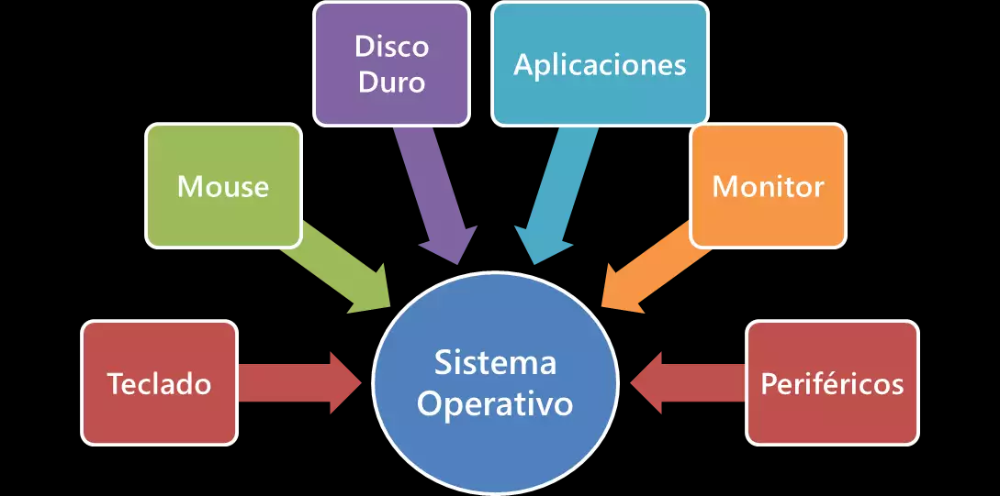 Disco
Duro
Aplicaciones
Mouse
Monitor
Teclado
Sistema
Operativo
Periféricos